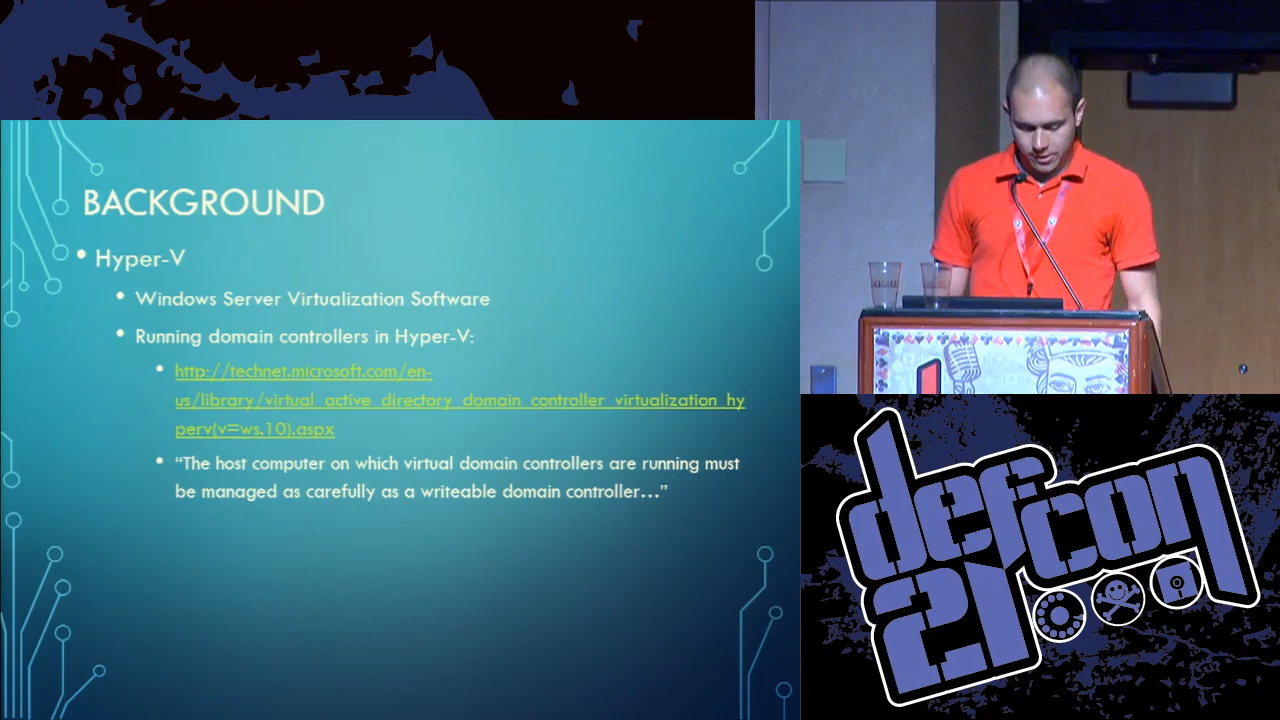 BACKGROUND
• Hyper-V
• Windows Server Virtualization Software
• Running domain controllers in Hyper-V:
• http://technet.microsoft.com/en-
us/library/virtual_active_directory_domain_controller_virtualization_hy
perv(v=ws.10).aspx
• “The host computer on which virtual domain controllers are running must
be managed as carefully as a writeable domain controller…”
defcon
21